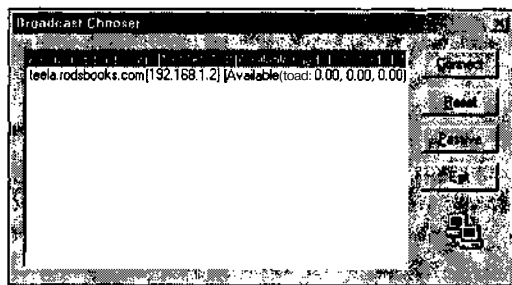 Broadcast Chooser
teela.rodsbooks.com[192.168.1.2] [Available(load: 0.00, 0.00, 0.00)
Connect
Reset
Passive
Exit